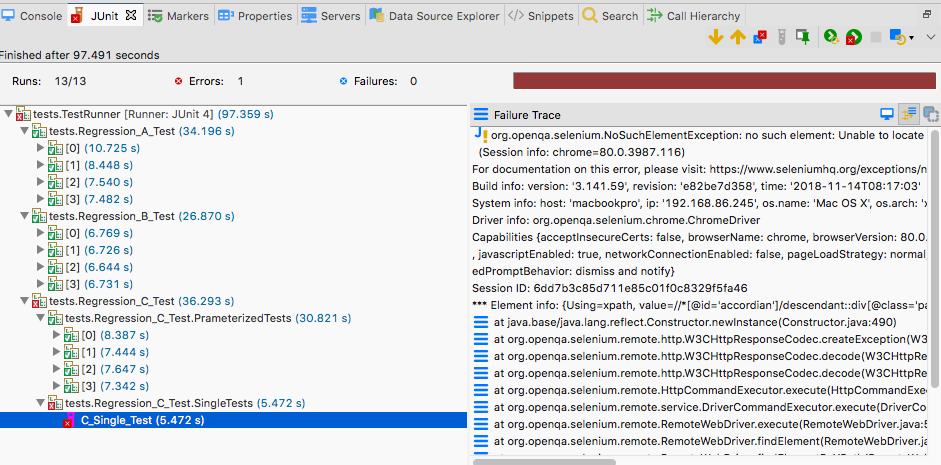 Console JUnit Markers Properties Servers Data Source Explorer Snippets Search Call Hierarchy
Finished after 97.491 seconds
Runs: 13/13 Errors: 1 Failures: 0
tests.TestRunner [Runner: JUnit 4] (97.359 s)
tests.Regression_A_Test (34.196 s)
[0] (10.725 s)
[1] (8.448 s)
[2] (7.540 s)
[3] (7.482 s)
tests.Regression_B_Test (26.870 s)
[0] (6.769 s)
[1] (6.726 s)
[2] (6.644 s)
[3] (6.731 s)
tests.Regression_C_Test (36.293 s)
tests.Regression_C_Test.PrameterizedTests (30.821 s)
[0] (8.387 s)
[1] (7.444 s)
[2] (7.647 s)
[3] (7.342 s)
tests.Regression_C_Test.SingleTests (5.472 s)
C_Single_Test (5.472 s)
Failure Trace
org.openqa.selenium.NoSuchElementException: no such element: Unable to locate
(Session info: chrome=80.0.3987.116)
For documentation on this error, please visit: https://www.seleniumhq.org/exceptions/n
Build info: version: '3.141.59', revision: 'e82be7d358', time: '2018-11-14T08:17:03'
System info: host: 'macbookpro', ip: '192.168.86.245', os.name: 'Mac OS X', os.arch: 'x
Driver info: org.openqa.selenium.chrome.ChromeDriver
Capabilities {acceptInsecureCerts: false, browserName: chrome, browserVersion: 80.0.
, javascriptEnabled: true, networkConnectionEnabled: false, pageLoadStrategy: normal,
edPromptBehavior: dismiss and notify}
Session ID: 6dd7b3c85d711e85c01f0c8329f5fa46
*** Element info: {Using=xpath, value=//*[@id='accordian']/descendant::div[@class='pa
at java.base/java.lang.reflect.Constructor.newInstance(Constructor.java:490)
at org.openqa.selenium.remote.http.W3CHttpResponseCodec.createException(W3
at org.openqa.selenium.remote.http.W3CHttpResponseCodec.decode(W3CHttpRe
at org.openqa.selenium.remote.http.W3CHttpResponseCodec.decode(W3CHttpRe
at org.openqa.selenium.remote.HttpCommandExecutor.execute(HttpCommandExe
at org.openqa.selenium.remote.service.DriverCommandExecutor.execute(DriverCo
at org.openqa.selenium.remote.RemoteWebDriver.execute(RemoteWebDriver.java:5
at org.openqa.selenium.remote.RemoteWebDriver.findElement(RemoteWebDriver.ja